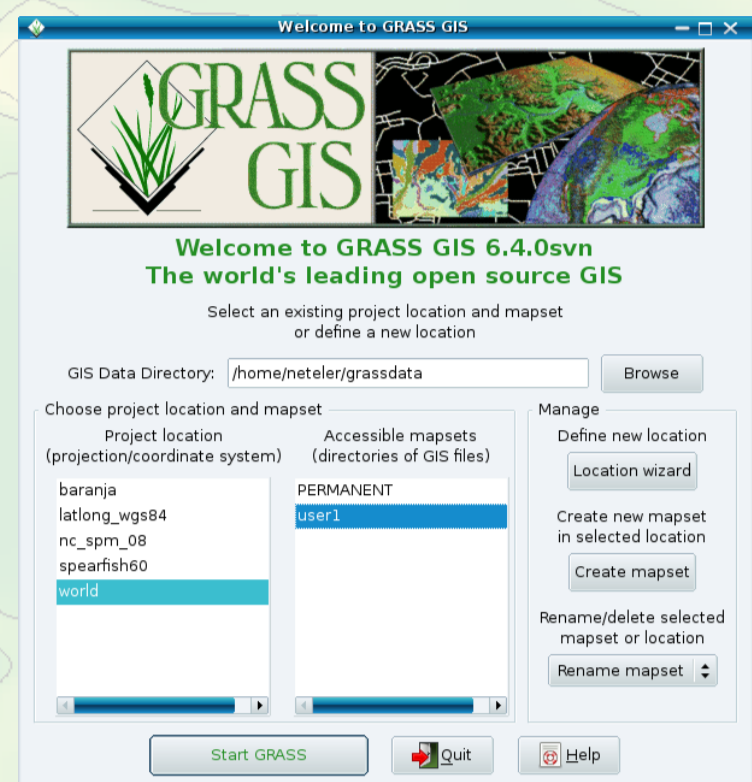 Welcome to GRASS GIS
GRASS
GIS
Welcome to GRASS GIS 6.4.0svn
The world's leading open source GIS
Select an existing project location and mapset
or define a new location
GIS Data Directory: /home/neteler/grassdata Browse
Choose project location and mapset
Project location
(projection/coordinate system)
baranja
latlong_wgs84
nc_spm_08
spearfish60
world
Accessible mapsets
(directories of GIS files)
PERMANENT
user1
Manage
Define new location
Location wizard
Create new mapset
in selected location
Create mapset
Rename/delete selected
mapset or location
Rename mapset
Start GRASS Quit Help